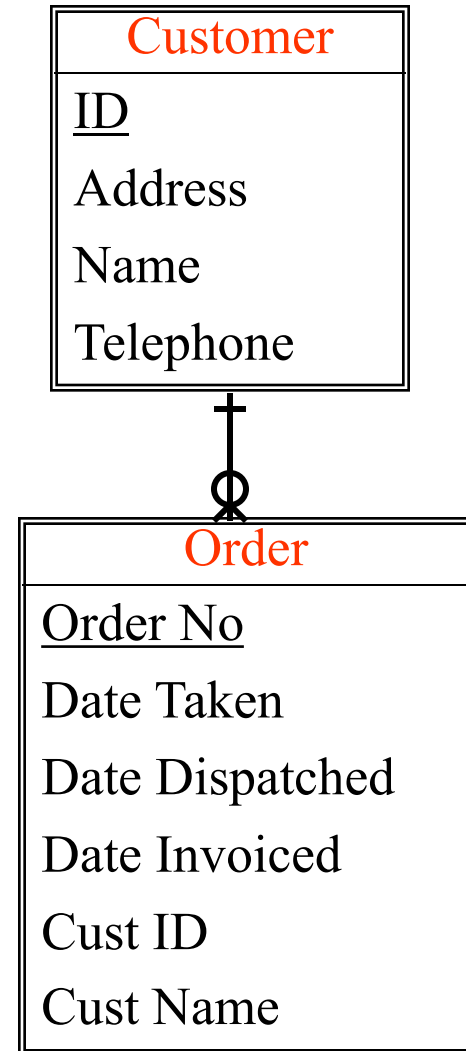 Customer
ID
Address
Name
Telephone
Order
Order No
Date Taken
Date Dispatched
Date Invoiced
Cust ID
Cust Name